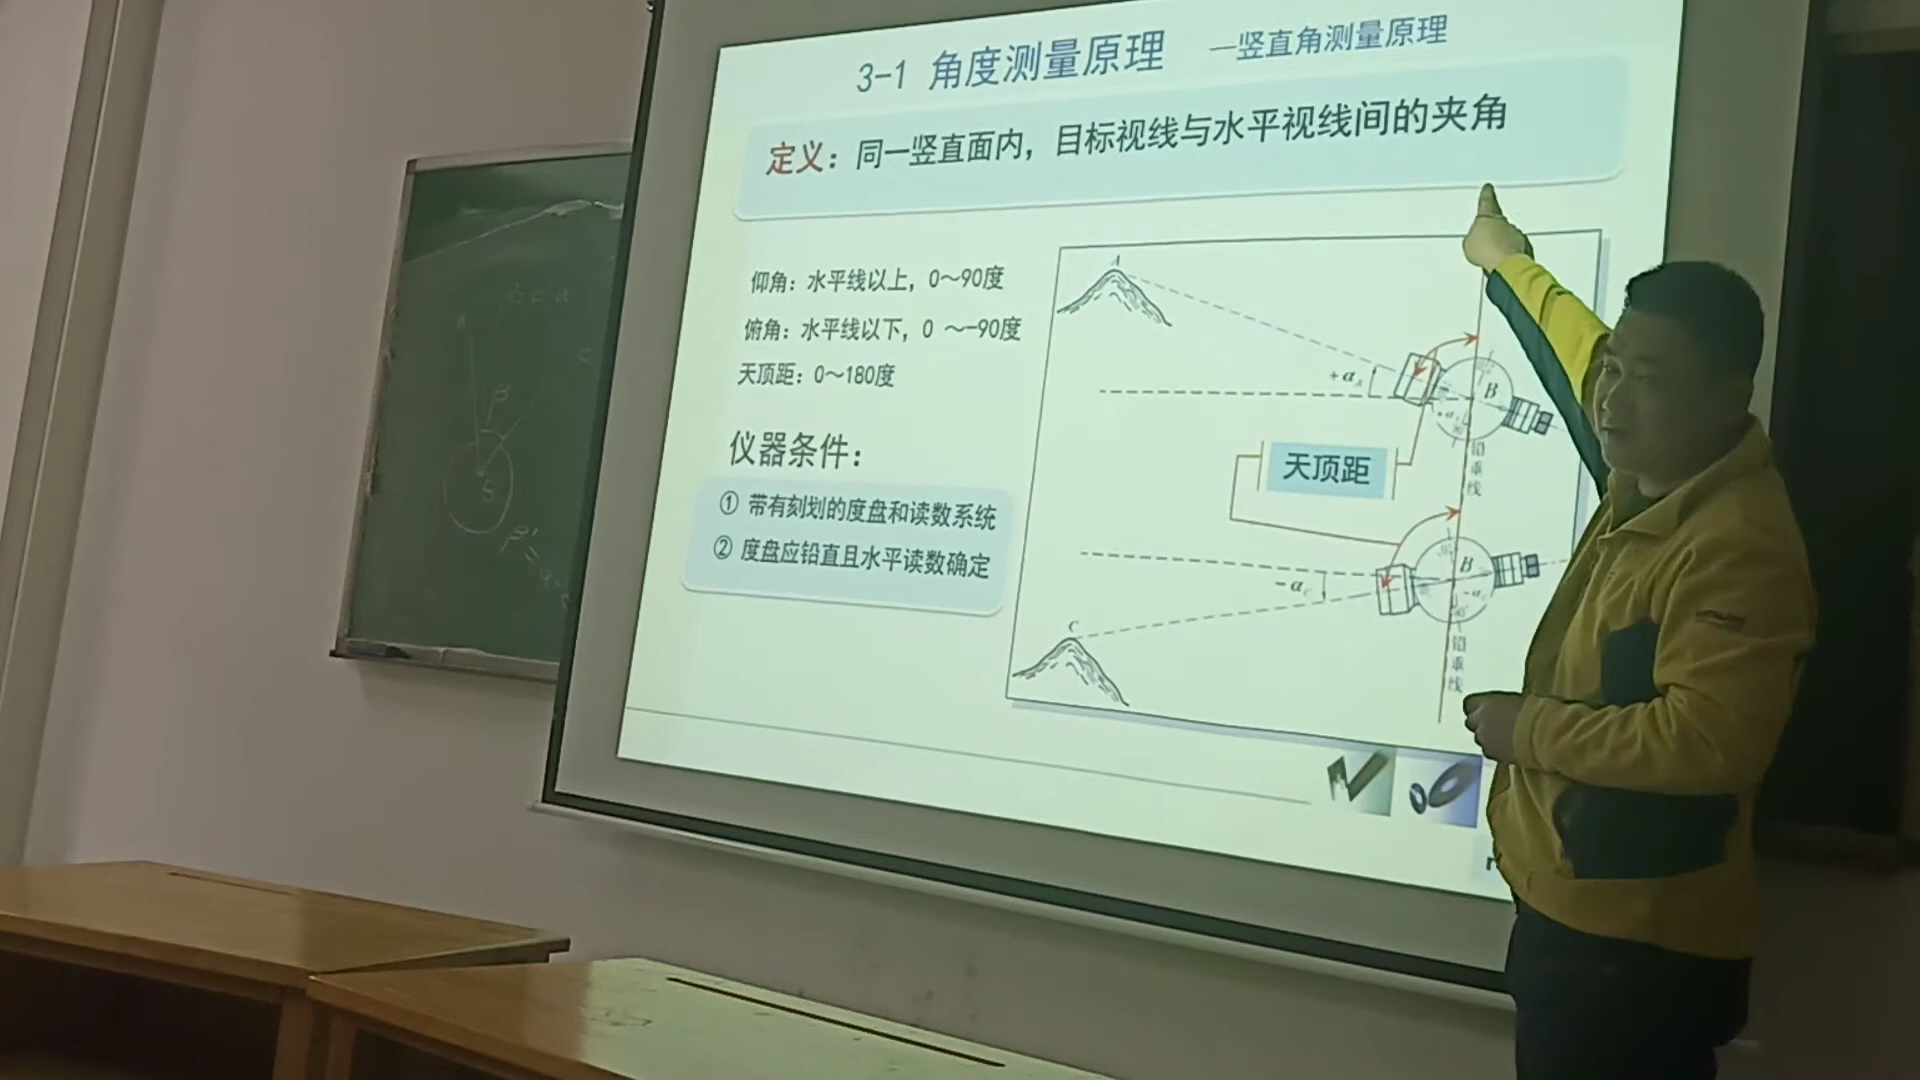 3-1 角度测量原理 —竖直角测量原理
定义：同一竖直面内，目标视线与水平视线间的夹角
仰角：水平线以上，0～90度
俯角：水平线以下，0 ～-90度
天顶距：0～180度
仪器条件：
① 带有刻划的度盘和读数系统
② 度盘应铅直且水平读数确定
A
+α
B
铅垂线
天顶距
-α
B
C
铅垂线
β